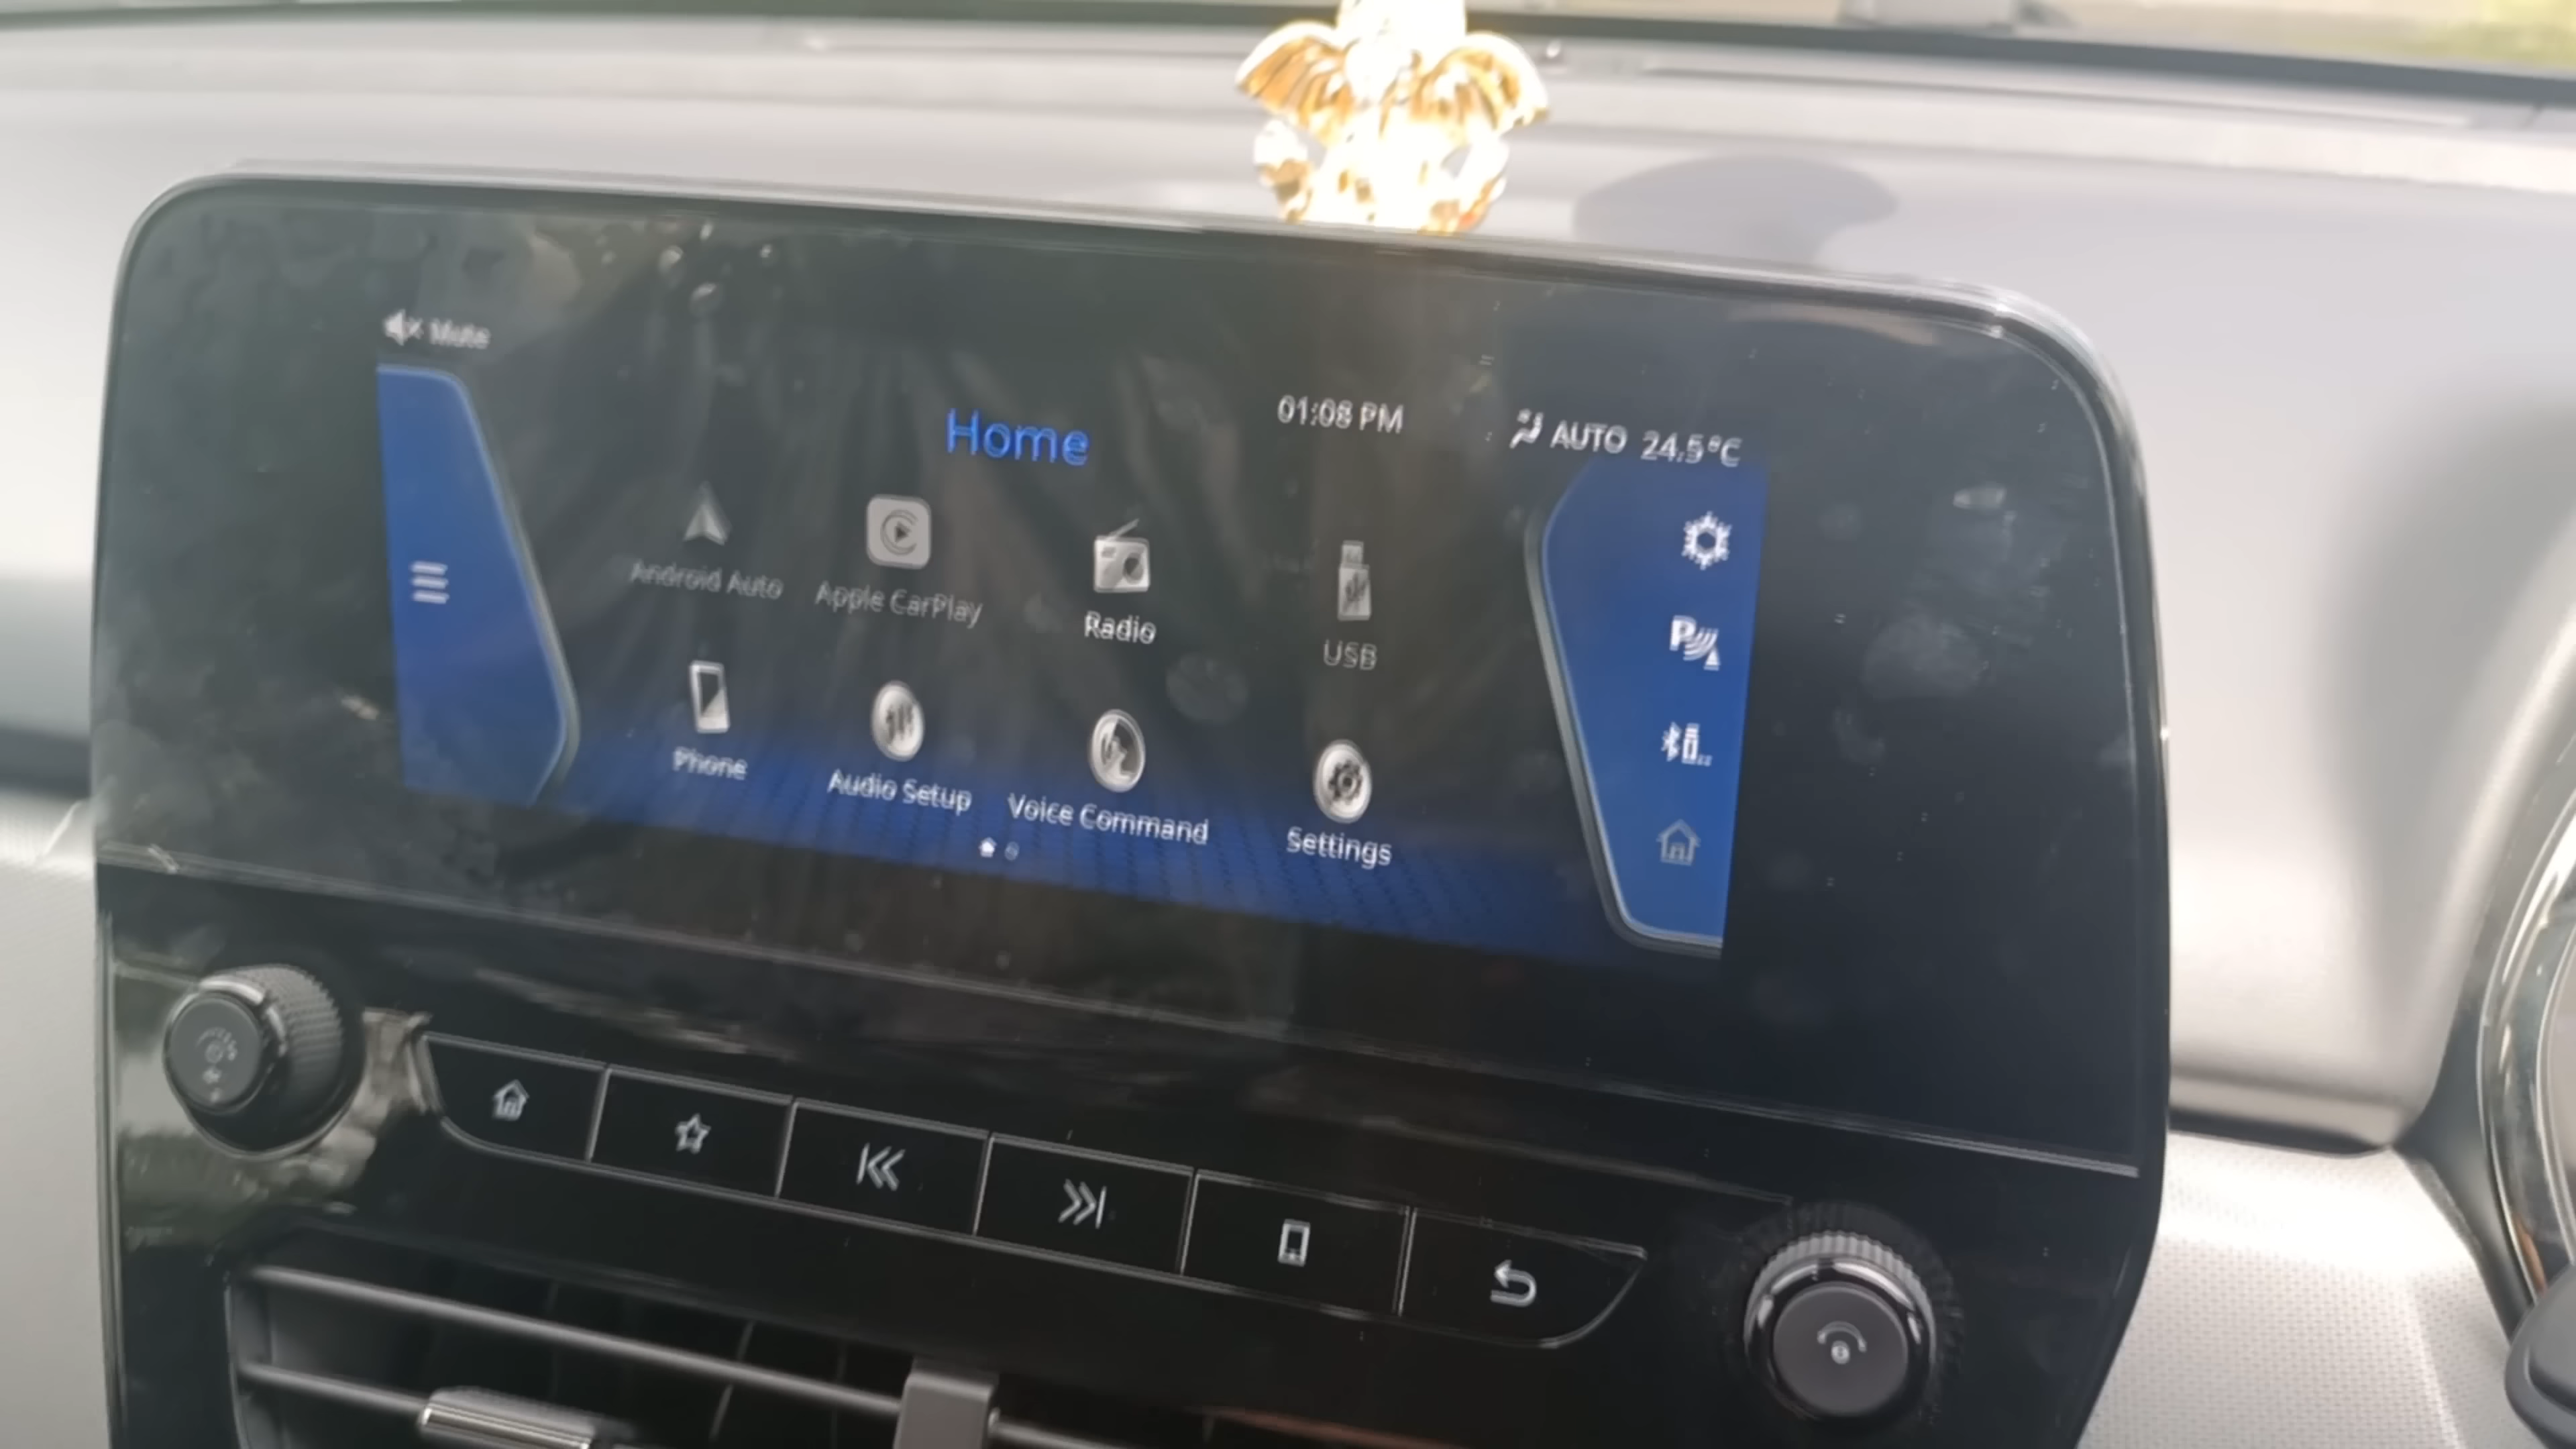 Mute
Home
01:08 PM
AUTO 24.5°C
Android Auto
Apple CarPlay
Radio
USB
Phone
Audio Setup
Voice Command
Settings